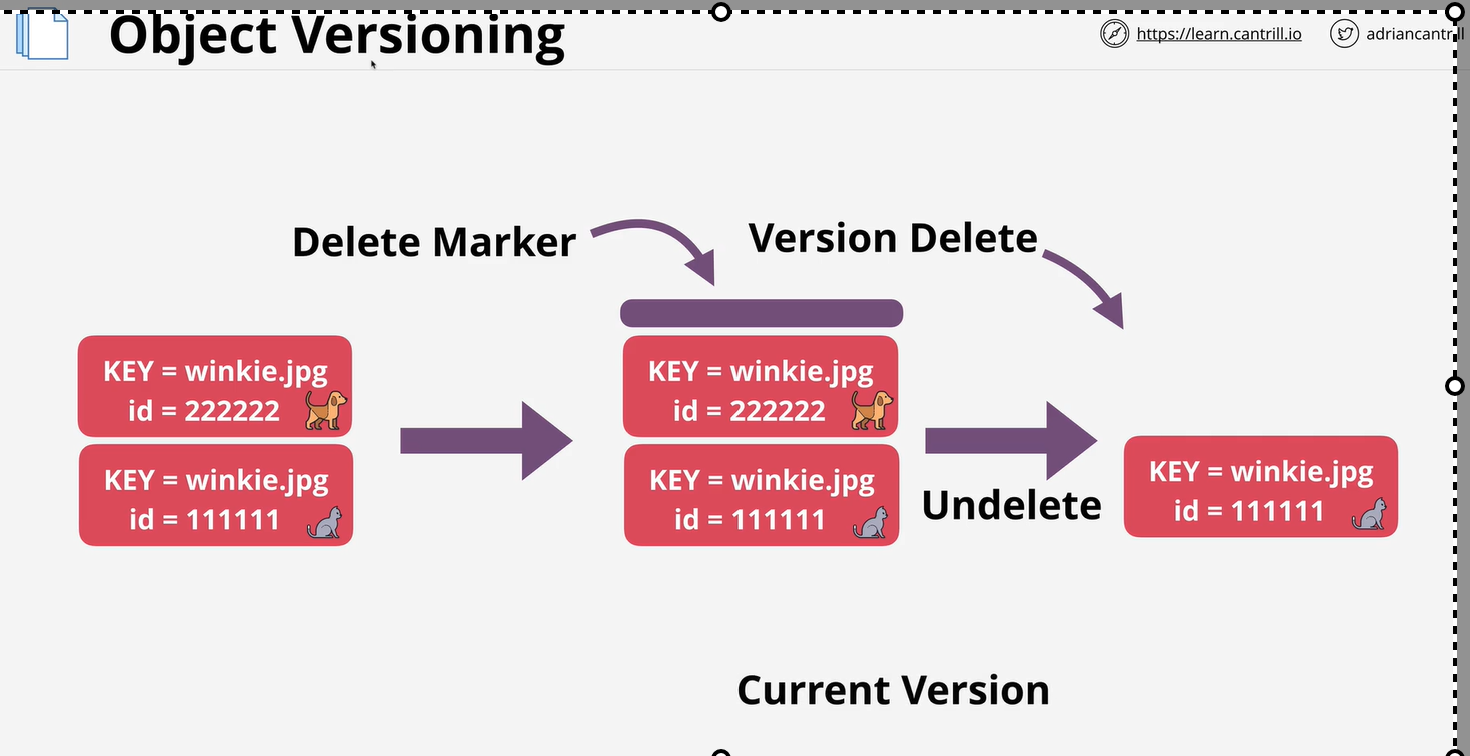 Object Versioning
https://learn.cantrill.io
adriancantrill
Delete Marker
Version Delete
KEY = winkie.jpg
id = 222222
KEY = winkie.jpg
id = 111111
KEY = winkie.jpg
id = 222222
KEY = winkie.jpg
id = 111111
Undelete
KEY = winkie.jpg
id = 111111
Current Version